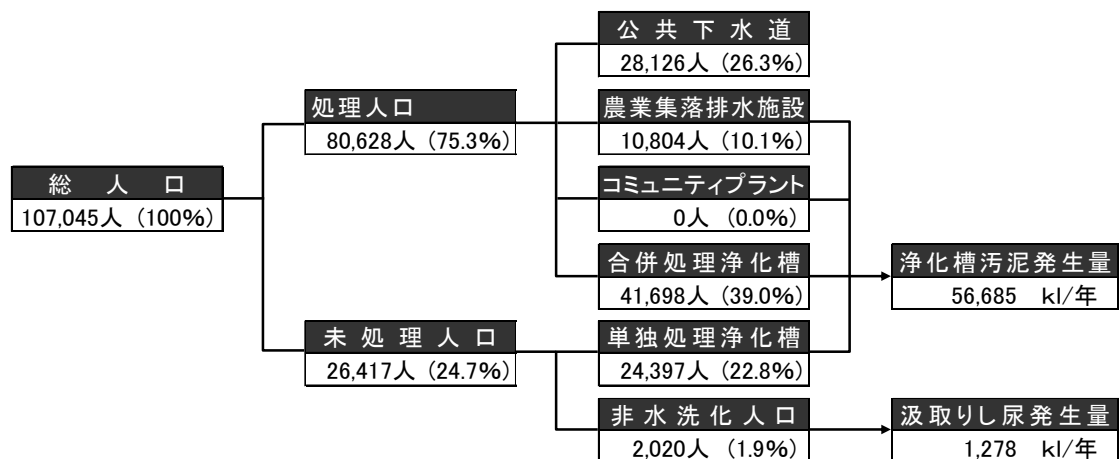 公共下水道
28,126人 (26.3%)
処理人口
80,628人 (75.3%)
農業集落排水施設
10,804人 (10.1%)
総人口
107,045人 (100%)
コミュニティプラント
0人 (0.0%)
合併処理浄化槽
41,698人 (39.0%)
浄化槽汚泥発生量
56,685 kl/年
未処理人口
26,417人 (24.7%)
単独処理浄化槽
24,397人 (22.8%)
非水洗化人口
2,020人 (1.9%)
汲取りし尿発生量
1,278 kl/年